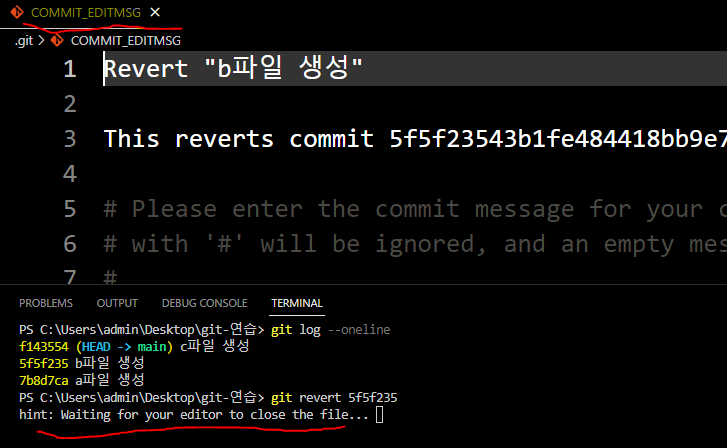 COMMIT_EDITMSG
.git > COMMIT_EDITMSG
1 Revert "b파일 생성"
2
3 This reverts commit 5f5f23543b1fe484418bb9e7
4
5 # Please enter the commit message for your
6 # with '#' will be ignored, and an empty
7 #
PROBLEMS OUTPUT DEBUG CONSOLE TERMINAL
PS C:\Users\admin\Desktop\git-연습> git log --oneline
f143554 (HEAD -> main) c파일 생성
5f5f235 b파일 생성
7b8d7ca a파일 생성
PS C:\Users\admin\Desktop\git-연습> git revert 5f5f235
hint: Waiting for your editor to close the file...